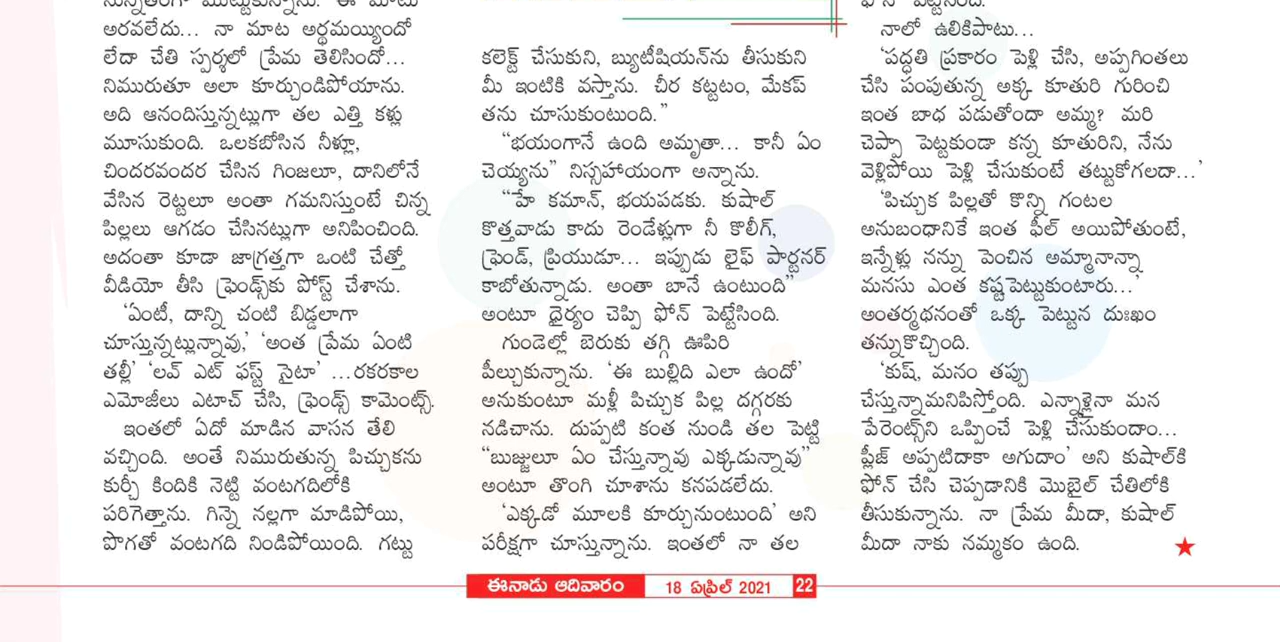 అరవలేదు... నా మాట అర్థమయ్యిందో
లేదా చేతి స్పర్శలో ప్రేమ తెలిసిందో...
నిమురుతూ అలా కూర్చుండిపోయాను.
అది ఆనందిస్తున్నట్లుగా తల ఎత్తి కళ్లు
మూసుకుంది. ఒలకబోసిన నీళ్లూ,
చిందరవందర చేసిన గింజలూ, దానిలోనే
వేసిన రెట్టలూ అంతా గమనిస్తుంటే చిన్న
పిల్లలు ఆగడం చేసినట్లుగా అనిపించింది.
అదంతా కూడా జాగ్రత్తగా ఒంటి చేత్తో
వీడియో తీసి ఫ్రెండ్స్‌కు పోస్ట్ చేశాను.
‘ఏంటీ, దాన్ని చంటి బిడ్డలాగా
చూస్తున్నట్లున్నావు,’ ‘అంత ప్రేమ ఏంటి
తల్లీ’ ‘లవ్ ఎట్ ఫస్ట్ సైటా’ ...రకరకాల
ఎమోజీలు ఎటాచ్ చేసి, ఫ్రెండ్స్ కామెంట్స్.
ఇంతలో ఏదో మాడిన వాసన తేలి
వచ్చింది. అంతే నిమురుతున్న పిచ్చుకను
కుర్చీ కిందికి నెట్టి వంటగదిలోకి
పరిగెత్తాను. గిన్నె నల్లగా మాడిపోయి,
పొగతో వంటగది నిండిపోయింది. గట్టు
కలెక్ట్ చేసుకుని, బ్యుటీషియన్‌ను తీసుకుని
మీ ఇంటికి వస్తాను. చీర కట్టటం, మేకప్
తను చూసుకుంటుంది.”
“భయంగానే ఉంది అమృతా... కానీ ఏం
చెయ్యను” నిస్సహాయంగా అన్నాను.
“హే కమాన్, భయపడకు. కుషాల్
కొత్తవాడు కాదు రెండేళ్లుగా నీ కొలీగ్,
ఫ్రెండ్, ప్రియుడూ... ఇప్పుడు లైఫ్ పార్టనర్
కాబోతున్నాడు. అంతా బానే ఉంటుంది”
అంటూ ధైర్యం చెప్పి ఫోన్ పెట్టేసింది.
గుండెల్లో బెరుకు తగ్గి ఊపిరి
పీల్చుకున్నాను. ‘ఈ బుల్లిది ఎలా ఉందో’
అనుకుంటూ మళ్లీ పిచ్చుక పిల్ల దగ్గరకు
నడిచాను. దుప్పటి కంత నుండి తల పెట్టి
“బుజ్జులూ ఏం చేస్తున్నావు ఎక్కడున్నావు”
అంటూ తొంగి చూశాను కనపడలేదు.
‘ఎక్కడో మూలకి కూర్చునుంటుంది’ అని
పరీక్షగా చూస్తున్నాను. ఇంతలో నా తల
నాలో ఉలికిపాటు...
‘పద్ధతి ప్రకారం పెళ్లి చేసి, అప్పగింతలు
చేసి పంపుతున్న అక్క కూతురి గురించి
ఇంత బాధ పడుతోందా అమ్మ? మరి
చెప్పా పెట్టకుండా కన్న కూతురిని, నేను
వెళ్లిపోయి పెళ్లి చేసుకుంటే తట్టుకోగలదా...’
‘పిచ్చుక పిల్లతో కొన్ని గంటల
అనుబంధానికే ఇంత ఫీల్ అయిపోతుంటే,
ఇన్నేళ్లు నన్ను పెంచిన అమ్మానాన్నా
మనసు ఎంత కష్టపెట్టుకుంటారు...’
అంతర్మథనంతో ఒక్క పెట్టున దుఃఖం
తన్నుకొచ్చింది.
‘కుష్, మనం తప్పు
చేస్తున్నామనిపిస్తోంది. ఎన్నాళ్లైనా మన
పేరెంట్స్‌ని ఒప్పించే పెళ్లి చేసుకుందాం...
ప్లీజ్ అప్పటిదాకా ఆగుదాం’ అని కుషాల్‌కి
ఫోన్ చేసి చెప్పడానికి మొబైల్ చేతిలోకి
తీసుకున్నాను. నా ప్రేమ మీదా, కుషాల్
మీదా నాకు నమ్మకం ఉంది.
ఈనాడు ఆదివారం 18 ఏప్రిల్ 2021 22